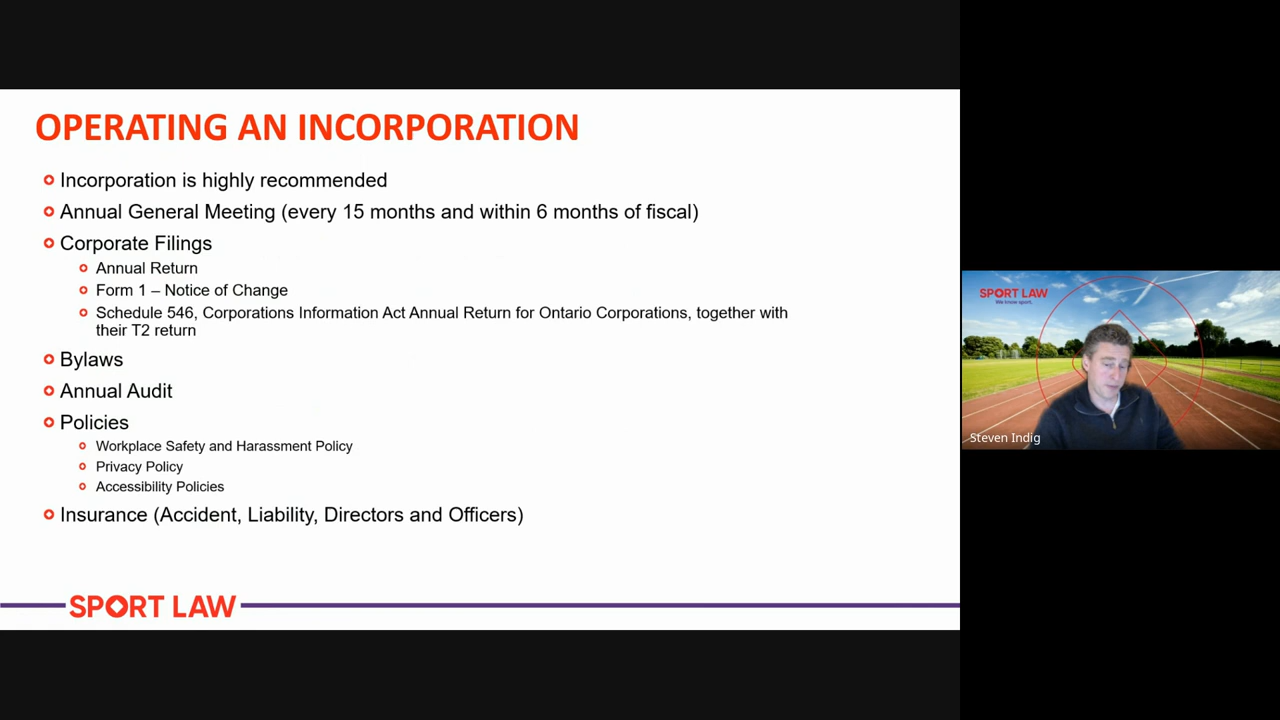 OPERATING AN INCORPORATION
Incorporation is highly recommended
Annual General Meeting (every 15 months and within 6 months of fiscal)
Corporate Filings
Annual Return
Form 1 – Notice of Change
Schedule 546, Corporations Information Act Annual Return for Ontario Corporations, together with
their T2 return
Bylaws
Annual Audit
Policies
Workplace Safety and Harassment Policy
Privacy Policy
Accessibility Policies
Insurance (Accident, Liability, Directors and Officers)
SPORT LAW
SPORT LAW
We know sport.
Steven Indig